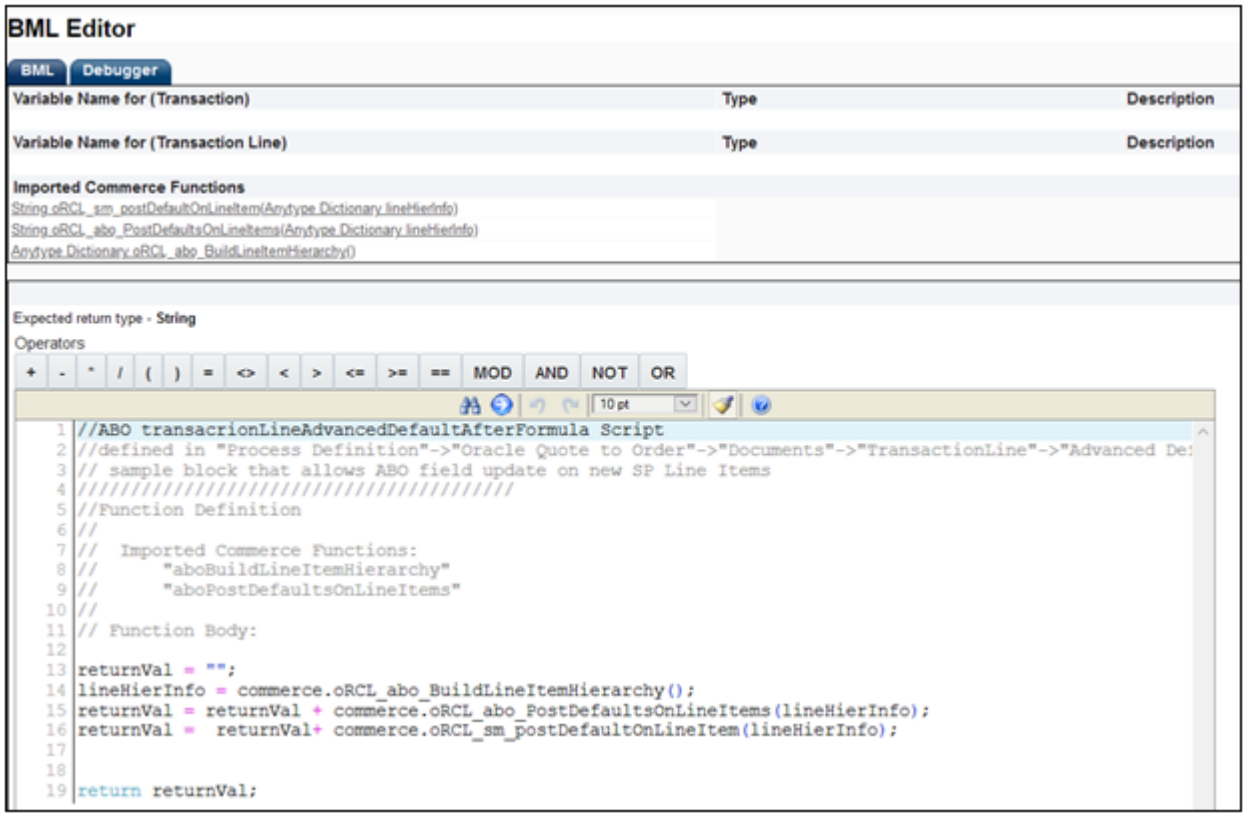 BML Editor
BML Debugger
Variable Name for (Transaction) Type Description
Variable Name for (Transaction Line) Type Description
Imported Commerce Functions
String oRCL_sm_postDefaultOnLineItem(Anytype Dictionary lineHierInfo)
String oRCL_abo_PostDefaultsOnLineItems(Anytype Dictionary lineHierInfo)
Anytype Dictionary oRCL_abo_BuildLineItemHierarchy()
Expected return type - String
Operators
+ - * / ( ) = <> < > <= >= == MOD AND NOT OR
10 pt
1 //ABO transacrionLineAdvancedDefaultAfterFormula Script
2 //defined in "Process Definition"->"Oracle Quote to Order"->"Documents"->"TransactionLine"->"Advanced Def
3 // sample block that allows ABO field update on new SP Line Items
4 /////////////////////////////////////////
5 //Function Definition
6 //
7 // Imported Commerce Functions:
8 // "aboBuildLineItemHierarchy"
9 // "aboPostDefaultsOnLineItems"
10 //
11 // Function Body:
12
13 returnVal = "";
14 lineHierInfo = commerce.oRCL_abo_BuildLineItemHierarchy();
15 returnVal = returnVal + commerce.oRCL_abo_PostDefaultsOnLineItems(lineHierInfo);
16 returnVal = returnVal+ commerce.oRCL_sm_postDefaultOnLineItem(lineHierInfo);
17
18
19 return returnVal;